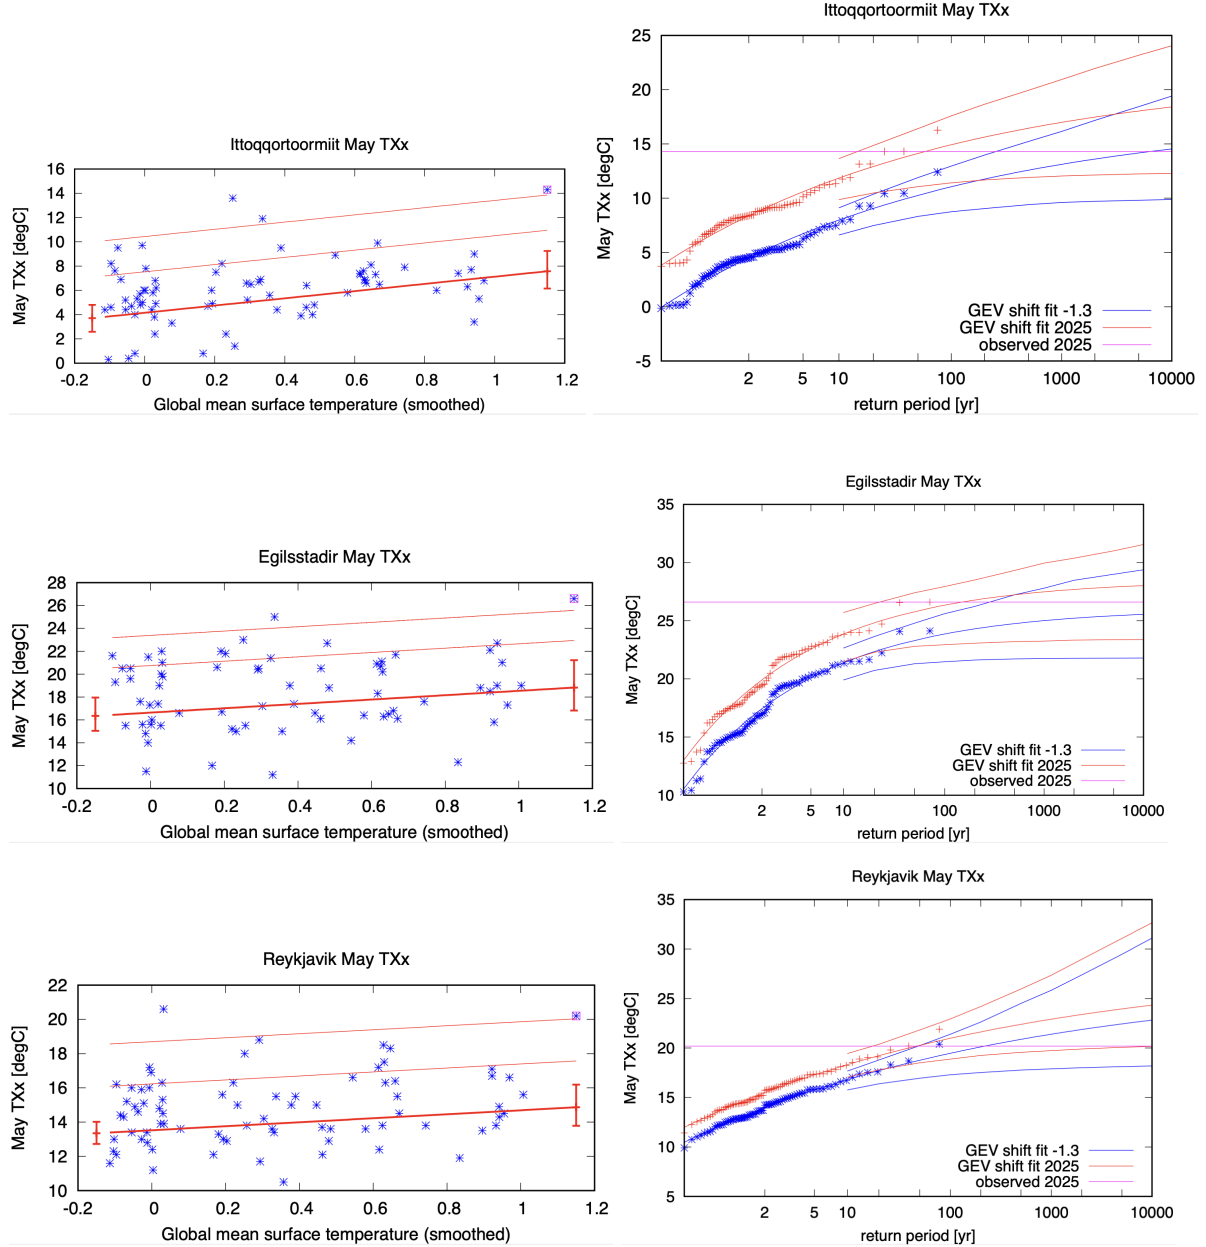 Ittoqqortoormiit May TXx
May TXx [degC]
16
14
12
10
8
6
4
2
0
-0.2 0 0.2 0.4 0.6 0.8 1 1.2
Global mean surface temperature (smoothed)
Ittoqqortoormiit May TXx
May TXx [degC]
25
20
15
10
5
0
-5
GEV shift fit -1.3
GEV shift fit 2025
observed 2025
2 5 10 100 1000 10000
return period [yr]
Egilsstadir May TXx
May TXx [degC]
28
26
24
22
20
18
16
14
12
10
-0.2 0 0.2 0.4 0.6 0.8 1 1.2
Global mean surface temperature (smoothed)
Egilsstadir May TXx
May TXx [degC]
35
30
25
20
15
10
GEV shift fit -1.3
GEV shift fit 2025
observed 2025
2 5 10 100 1000 10000
return period [yr]
Reykjavik May TXx
May TXx [degC]
22
20
18
16
14
12
10
-0.2 0 0.2 0.4 0.6 0.8 1 1.2
Global mean surface temperature (smoothed)
Reykjavik May TXx
May TXx [degC]
35
30
25
20
15
10
5
GEV shift fit -1.3
GEV shift fit 2025
observed 2025
2 5 10 100 1000 10000
return period [yr]